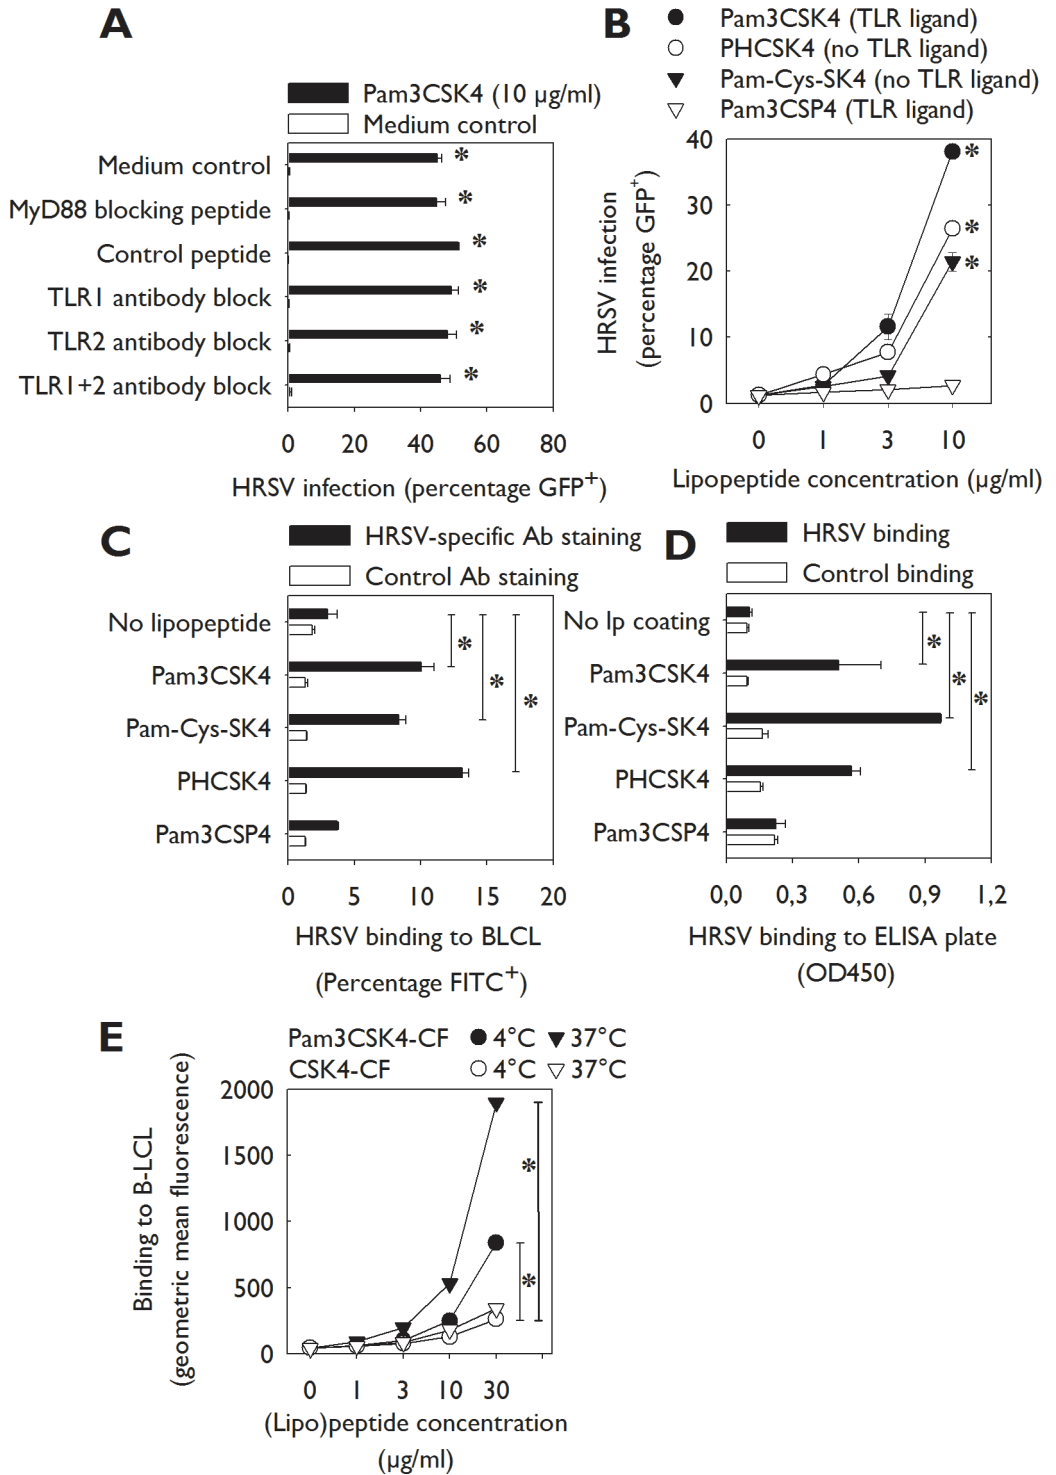 A
Pam3CSK4 (10 µg/ml)
Medium control
Medium control
MyD88 blocking peptide
Control peptide
TLR1 antibody block
TLR2 antibody block
TLR1+2 antibody block
*
*
*
*
*
*
0 20 40 60 80
HRSV infection (percentage GFP+)
B
Pam3CSK4 (TLR ligand)
PHCSK4 (no TLR ligand)
Pam-Cys-SK4 (no TLR ligand)
Pam3CSP4 (TLR ligand)
HRSV infection
(percentage GFP+)
40
30
20
10
0
*
*
*
0 1 3 10
Lipopeptide concentration (µg/ml)
C
HRSV-specific Ab staining
Control Ab staining
No lipopeptide
Pam3CSK4
Pam-Cys-SK4
PHCSK4
Pam3CSP4
*
*
*
0 5 10 15 20
HRSV binding to BLCL
(Percentage FITC+)
D
HRSV binding
Control binding
No lp coating
Pam3CSK4
Pam-Cys-SK4
PHCSK4
Pam3CSP4
*
*
*
0,0 0,3 0,6 0,9 1,2
HRSV binding to ELISA plate
(OD450)
E
Pam3CSK4-CF 4°C 37°C
CSK4-CF 4°C 37°C
Binding to B-LCL
(geometric mean fluorescence)
2000
1500
1000
500
0
*
*
0 1 3 10 30
(Lipo)peptide concentration
(µg/ml)